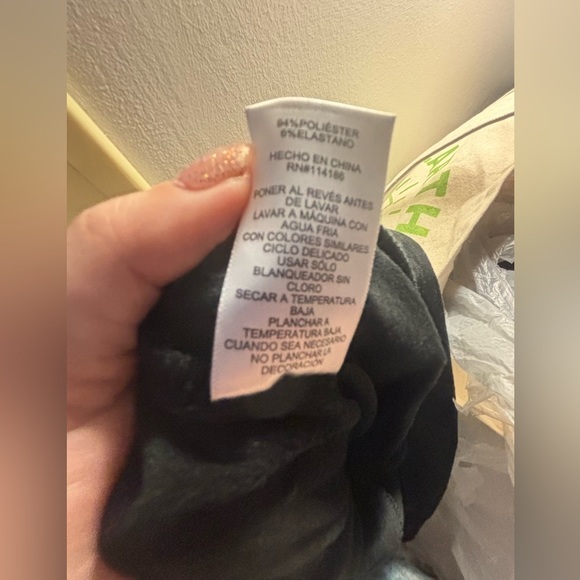 94%POLIÉSTER
6%ELASTANO
HECHO EN CHINA
RN#114186
PONER AL REVÉS ANTES
DE LAVAR
LAVAR A MÁQUINA CON
AGUA FRIA
CON COLORES SIMILARES
CICLO DELICADO
USAR SÓLO
BLANQUEADOR SIN
CLORO
SECAR A TEMPERATURA
BAJA
PLANCHAR A
TEMPERATURA BAJA
CUANDO SEA NECESARIO
NO PLANCHAR LA
DECORACIÓN